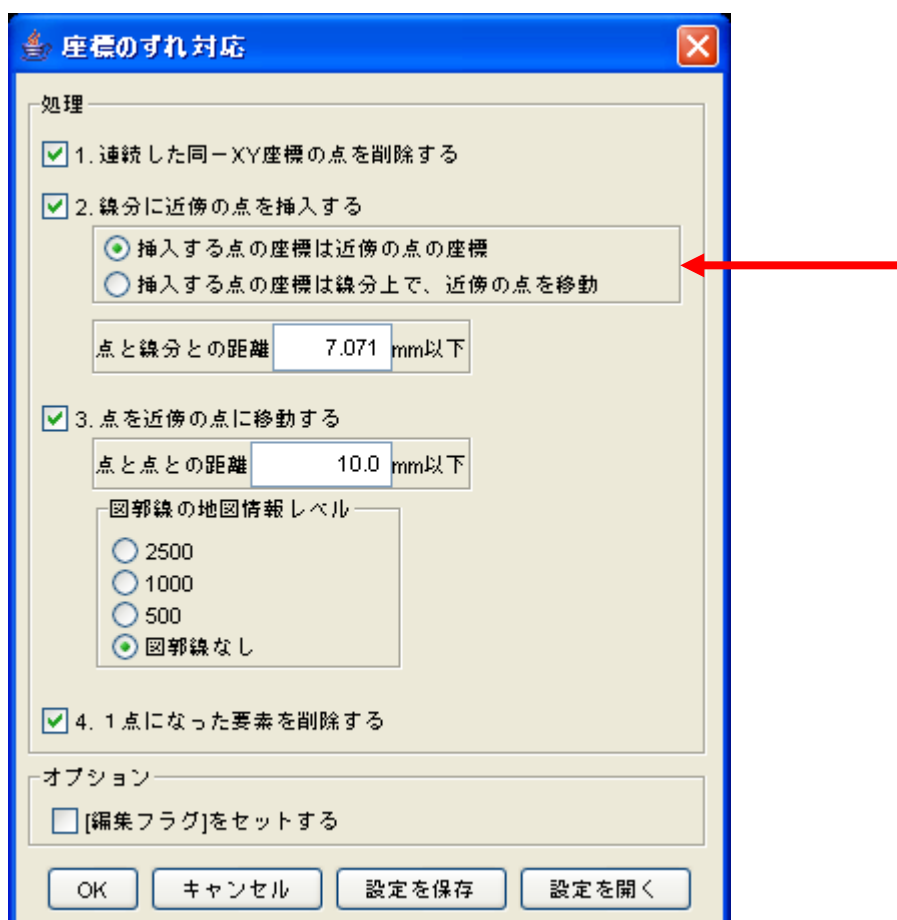 座標のずれ対応
処理
1. 連続した同一XY座標の点を削除する
2. 線分に近傍の点を挿入する
挿入する点の座標は近傍の点の座標
挿入する点の座標は線分上で、近傍の点を移動
点と線分との距離 7.071 mm以下
3. 点を近傍の点に移動する
点と点との距離 10.0 mm以下
図郭線の地図情報レベル
2500
1000
500
図郭線なし
4. 1点になった要素を削除する
オプション
[編集フラグ]をセットする
OK キャンセル 設定を保存 設定を開く